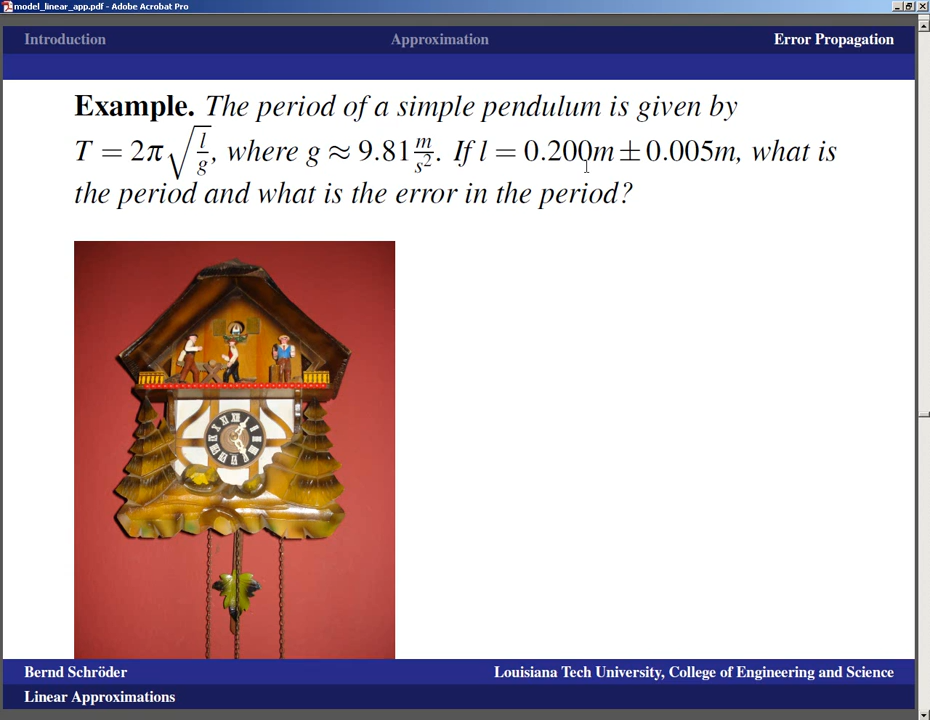 model_linear_app.pdf - Adobe Acrobat Pro
Introduction Approximation Error Propagation
Example. The period of a simple pendulum is given by
T = 2π√(l/g), where g ≈ 9.81 m/s². If l = 0.200m ± 0.005m, what is
the period and what is the error in the period?
Bernd Schröder Louisiana Tech University, College of Engineering and Science
Linear Approximations